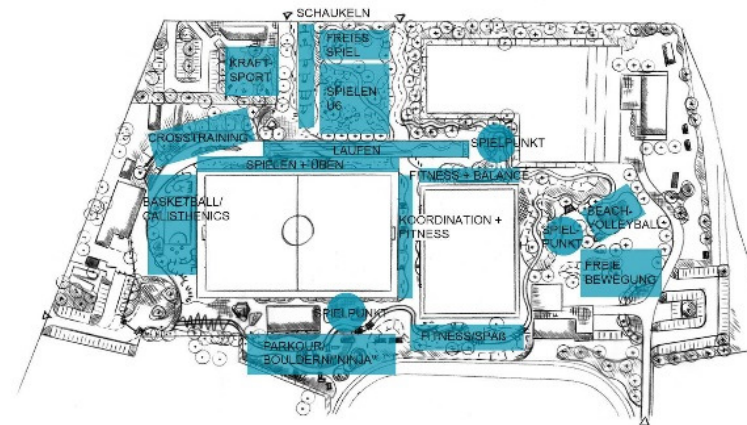 SCHAUKELN
FREIES
SPIEL
KRAFT-
SPORT
SPIELEN
U6
CROSSTRAINING
LAUFEN
SPIELPUNKT
SPIELEN + ÜBEN
FITNESS + BALANCE
BASKETBALL/
CALISTHENICS
KOORDINATION +
FITNESS
BEACH-
VOLLEYBALL
SPIEL-
PUNKT
FREIE
BEWEGUNG
SPIELPUNKT
FITNESS/SPAß
PARKOUR/
BOULDERN/"NINJA"